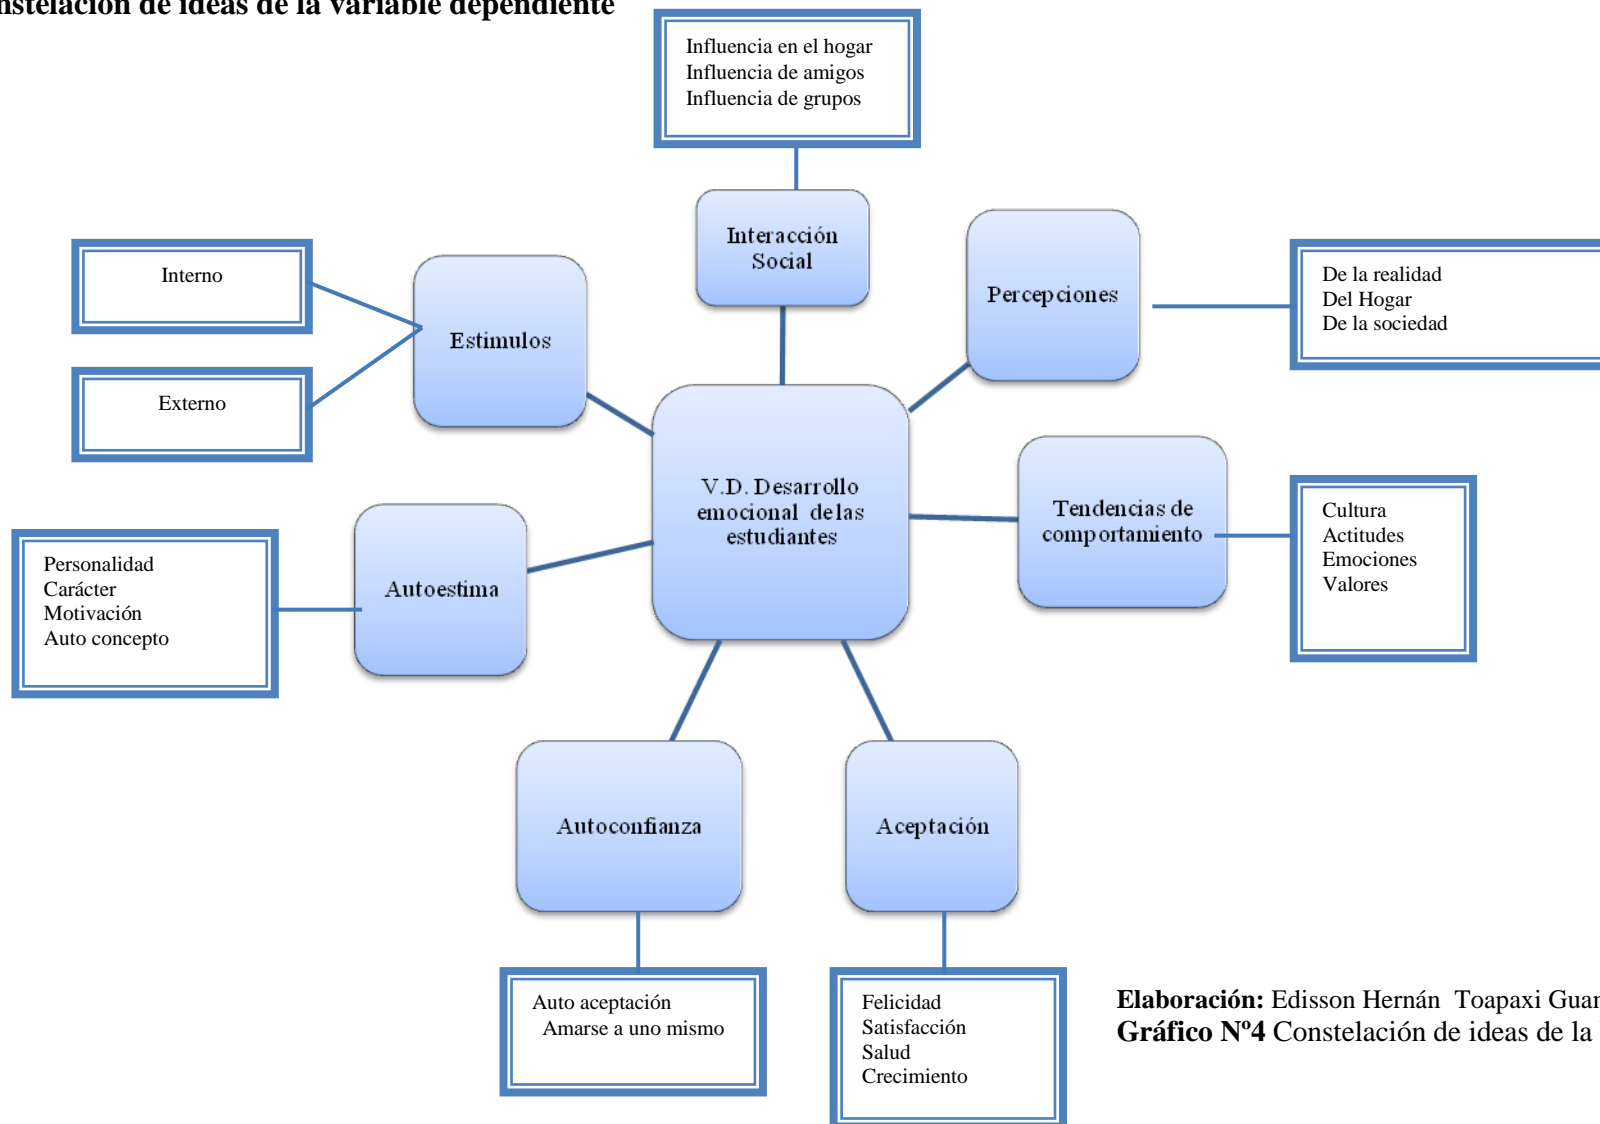 nstelación de ideas de la variable dependiente
Influencia en el hogar
Influencia de amigos
Influencia de grupos
Interacción
Social
Percepciones
De la realidad
Del Hogar
De la sociedad
Interno
Estimulos
Externo
V.D. Desarrollo
emocional de las
estudiantes
Tendencias de
comportamiento
Cultura
Actitudes
Emociones
Valores
Personalidad
Carácter
Motivación
Auto concepto
Autoestima
Autoconfianza
Aceptación
Auto aceptación
Amarse a uno mismo
Felicidad
Satisfacción
Salud
Crecimiento
Elaboración: Edisson Hernán Toapaxi Guan
Gráfico Nº4 Constelación de ideas de la